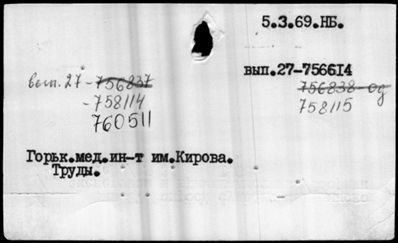 5.3.69.НБ.
вып.27-756614
вып. 27-756837
-758114
760511
756838-од
758115
Горьк.мед.ин-т им.Кирова.
Труды.